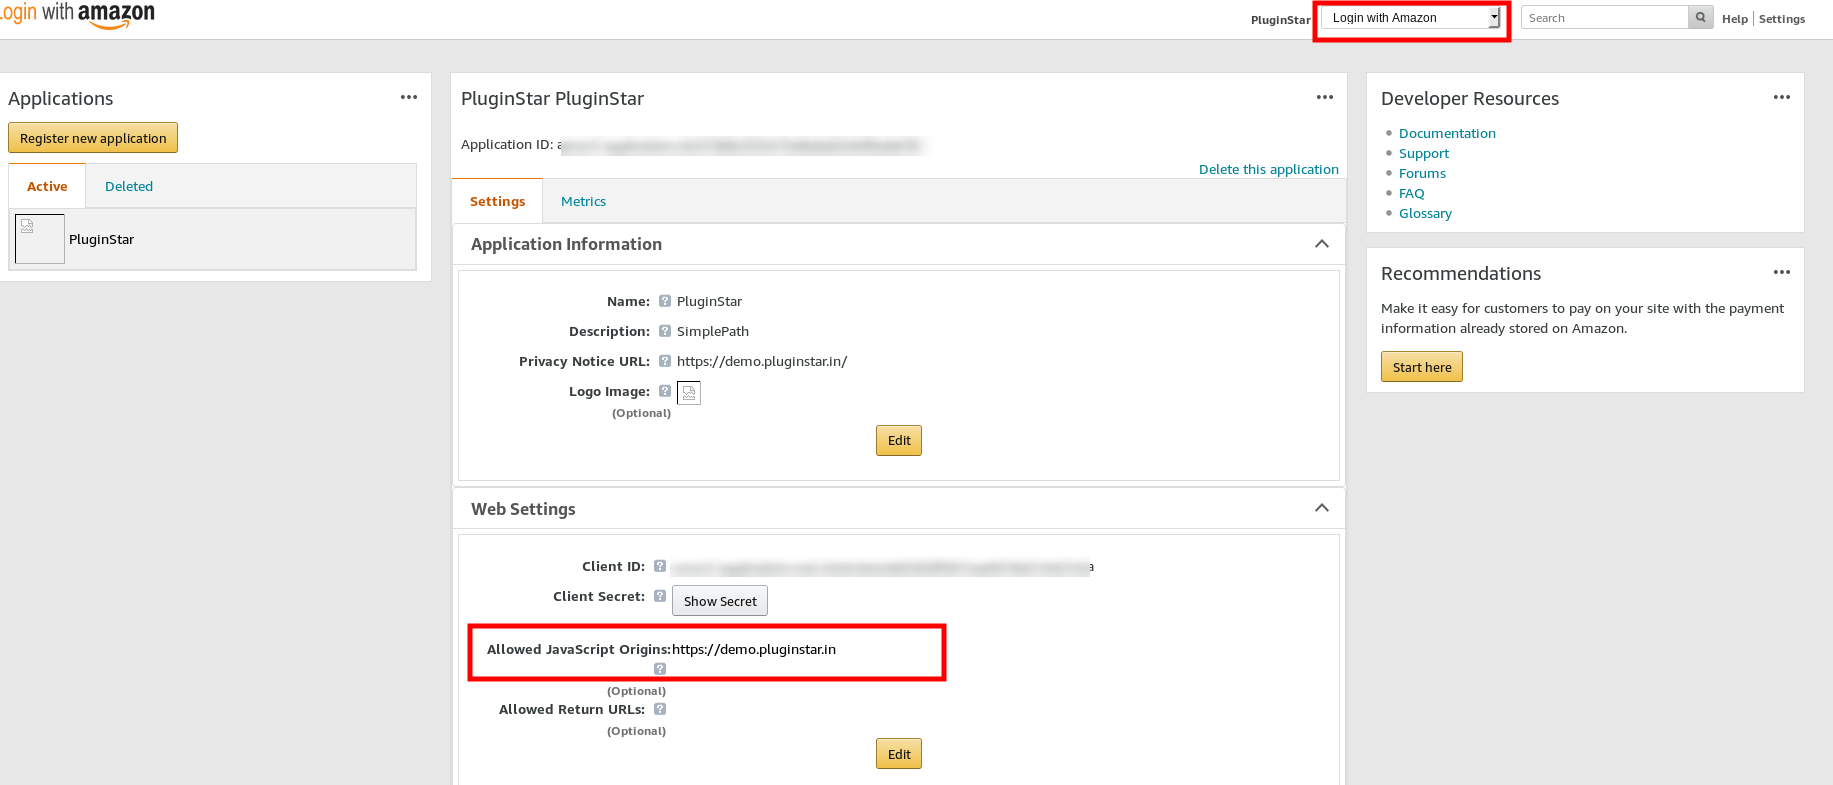 Login with amazon
PluginStar
Login with Amazon
Search
Help
Settings
Applications
Register new application
Active
Deleted
PluginStar
PluginStar PluginStar
Application ID:
Delete this application
Settings
Metrics
Application Information
Name: ? PluginStar
Description: ? SimplePath
Privacy Notice URL: ? https://demo.pluginstar.in/
Logo Image: ?
(Optional)
Edit
Web Settings
Client ID: ?
Client Secret: ? Show Secret
Allowed JavaScript Origins: https://demo.pluginstar.in
?
(Optional)
Allowed Return URLs: ?
(Optional)
Edit
Developer Resources
Documentation
Support
Forums
FAQ
Glossary
Recommendations
Make it easy for customers to pay on your site with the payment
information already stored on Amazon.
Start here